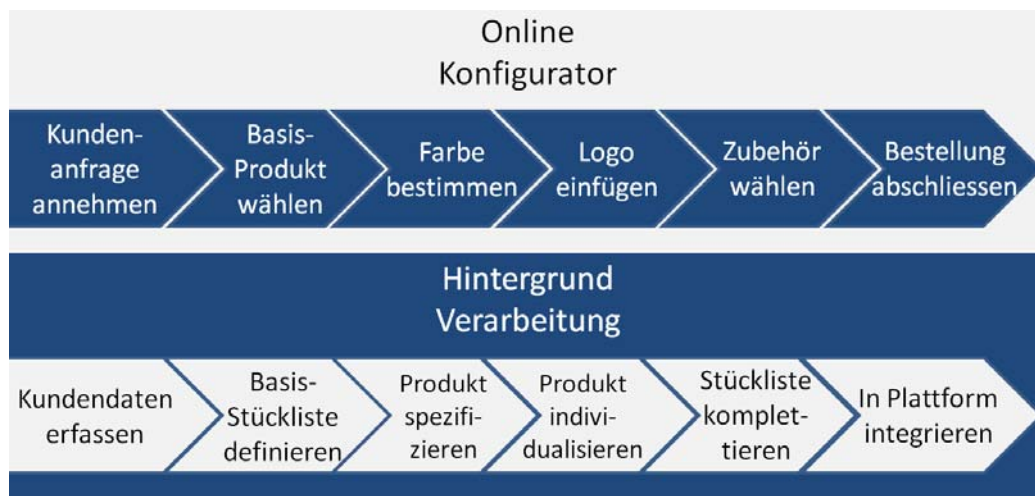 Online
Konfigurator
Kunden-
anfrage
annehmen
Basis-
Produkt
wählen
Farbe
bestimmen
Logo
einfügen
Zubehör
wählen
Bestellung
abschliessen
Hintergrund
Verarbeitung
Kundendaten
erfassen
Basis-
Stückliste
definieren
Produkt
spezifi-
zieren
Produkt
indivi-
dualisieren
Stückliste
komplet-
tieren
In Plattform
integrieren